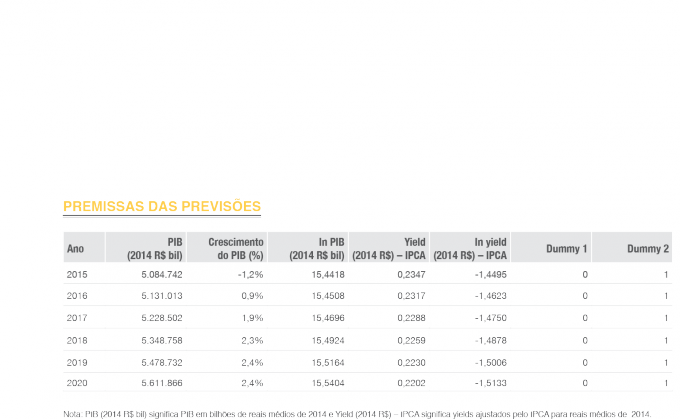 PREMISSAS DAS PREVISÕES
Ano PIB (2014 R$ bil) Crescimento do PIB (%) In PIB (2014 R$ bil) Yield (2014 R$) – IPCA In yield (2014 R$) – IPCA Dummy 1 Dummy 2
2015 5.084.742 -1,2% 15,4418 0,2347 -1,4495 0 1
2016 5.131.013 0,9% 15,4508 0,2317 -1,4623 0 1
2017 5.228.502 1,9% 15,4696 0,2288 -1,4750 0 1
2018 5.348.758 2,3% 15,4924 0,2259 -1,4878 0 1
2019 5.478.732 2,4% 15,5164 0,2230 -1,5006 0 1
2020 5.611.866 2,4% 15,5404 0,2202 -1,5133 0 1
Nota: PIB (2014 R$ bil) significa PIB em bilhões de reais médios de 2014 e Yield (2014 R$) – IPCA significa yields ajustados pelo IPCA para reais médios de 2014.